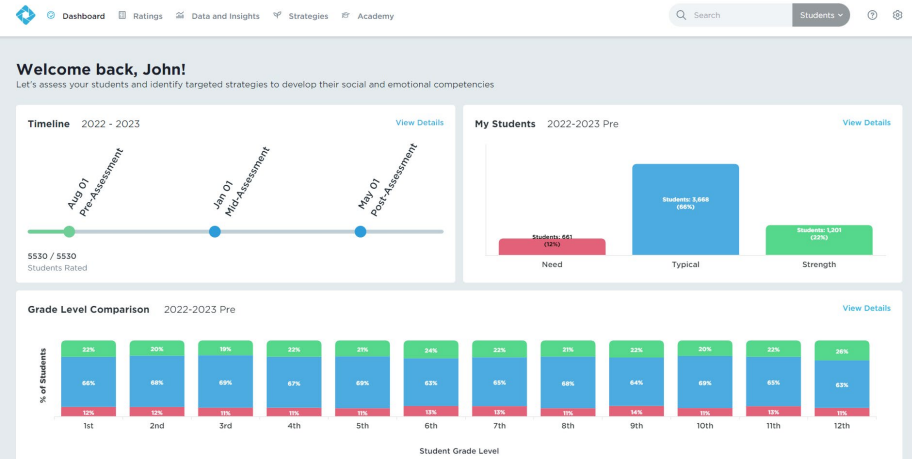 Dashboard Ratings Data and Insights Strategies Academy Search Students
Welcome back, John!
Let's assess your students and identify targeted strategies to develop their social and emotional competencies
Timeline 2022 - 2023 View Details
Aug 01
Pre-Assessment
Jan 01
Mid-Assessment
May 01
Post-Assessment
5530 / 5530
Students Rated
My Students 2022-2023 Pre View Details
Students: 661
(12%)
Students: 3,668
(66%)
Students: 1,201
(22%)
Need Typical Strength
Grade Level Comparison 2022-2023 Pre View Details
% of Students
22% 20% 19% 22% 21% 24% 22% 21% 22% 20% 22% 26%
66% 68% 69% 67% 69% 63% 65% 68% 64% 69% 65% 63%
12% 12% 11% 11% 11% 13% 13% 11% 14% 11% 13% 11%
1st 2nd 3rd 4th 5th 6th 7th 8th 9th 10th 11th 12th
Student Grade Level